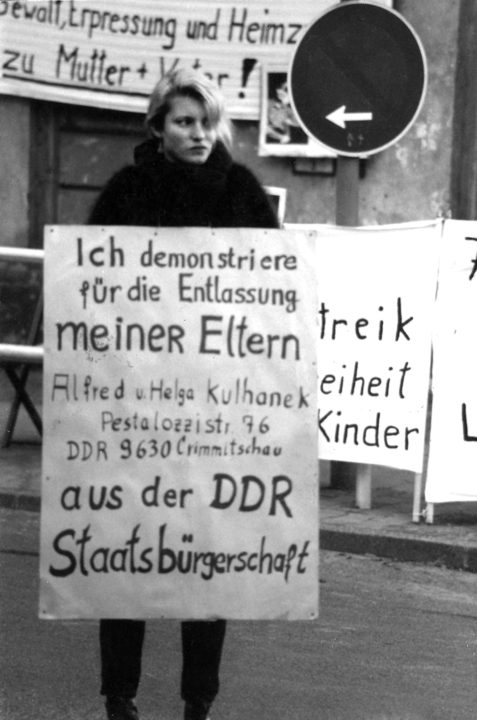 Gewalt, Erpressung und Heimz
zu Mutter + Vater !
Ich demonstriere
für die Entlassung
meiner Eltern
Alfred u. Helga Kulhanek
Pestalozzistr. 76
DDR 9630 Crimmitschau
aus der DDR
Staatsbürgerschaft
treik
eiheit
Kinder
7
L